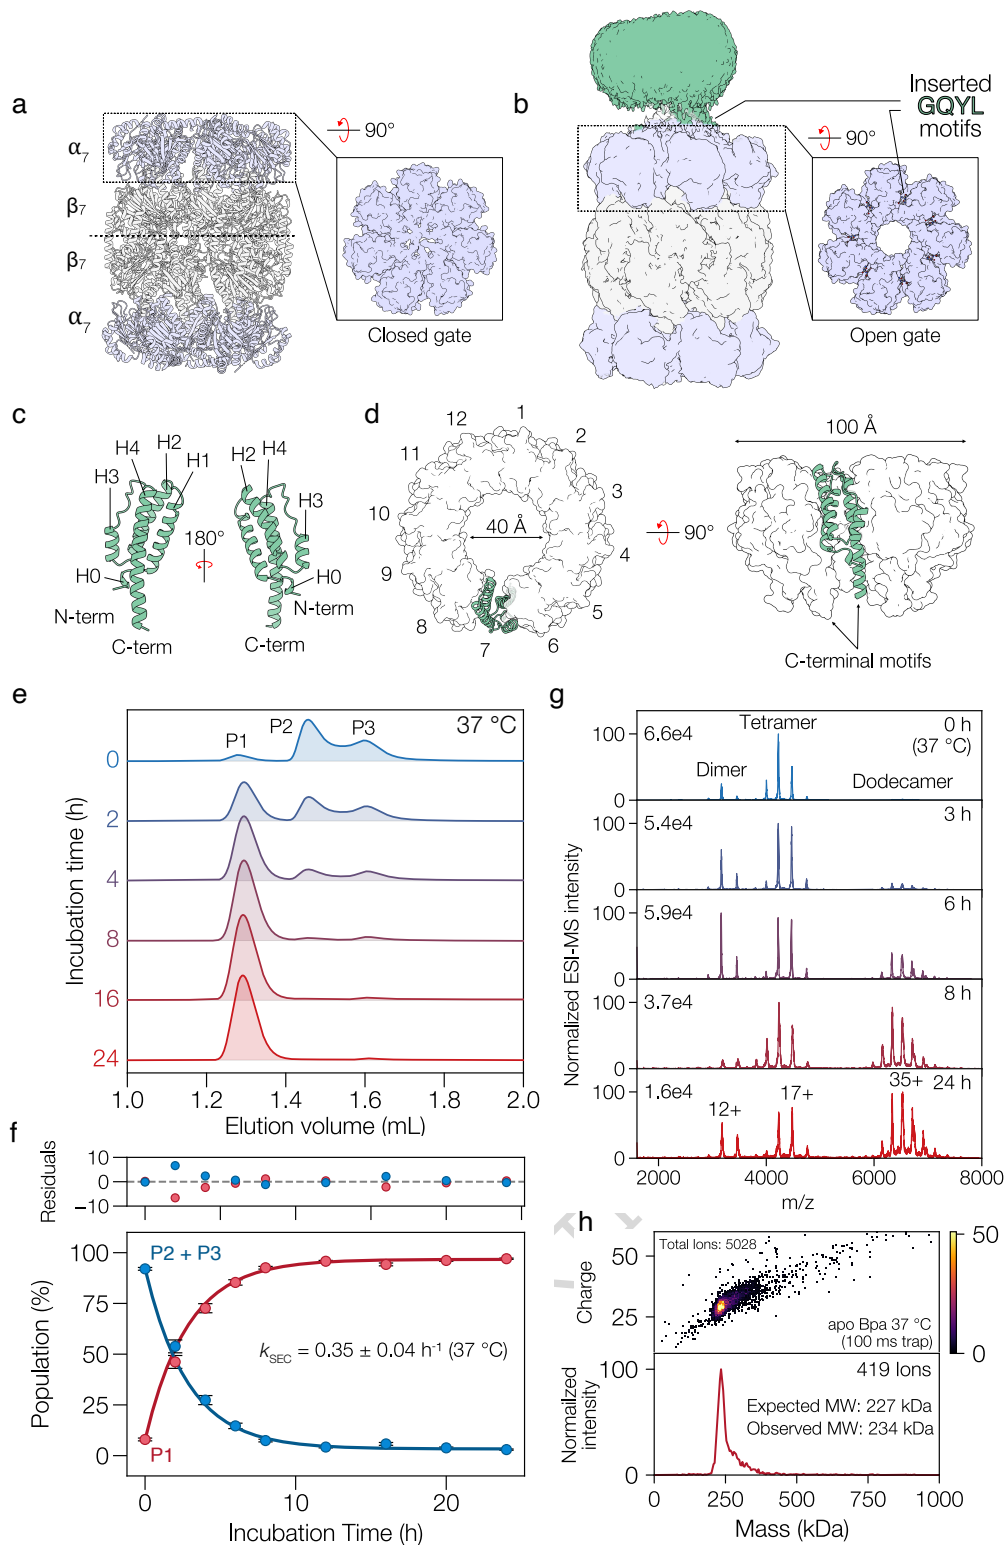 a
α7
β7
β7
α7
90°
Closed gate
b
Inserted
GQYL
motifs
90°
Open gate
c
H4
H2
H1
H3
H0
N-term
C-term
180°
H2
H4
H3
H0
N-term
C-term
d
1
2
3
4
5
6
7
8
9
10
11
12
40 Å
90°
100 Å
C-terminal motifs
e
37 °C
P1
P2
P3
0
2
4
8
16
24
Incubation time (h)
1.0
1.2
1.4
1.6
1.8
2.0
Elution volume (mL)
f
Residuals
10
0
−10
Population (%)
100
75
50
25
0
P2 + P3
kSEC = 0.35 ± 0.04 h-1 (37 °C)
P1
0
10
20
Incubation Time (h)
g
Normalized ESI-MS intensity
100
0
6.6e4
Dimer
Tetramer
Dodecamer
0 h
(37 °C)
100
0
5.4e4
3 h
100
0
5.9e4
6 h
100
0
3.7e4
8 h
100
0
1.6e4
12+
17+
35+
24 h
2000
4000
6000
8000
m/z
h
Charge
50
25
Total Ions: 5028
apo Bpa 37 °C
(100 ms trap)
50
0
Normailzed
intensity
100
0
419 Ions
Expected MW: 227 kDa
Observed MW: 234 kDa
0
250
500
750
1000
Mass (kDa)